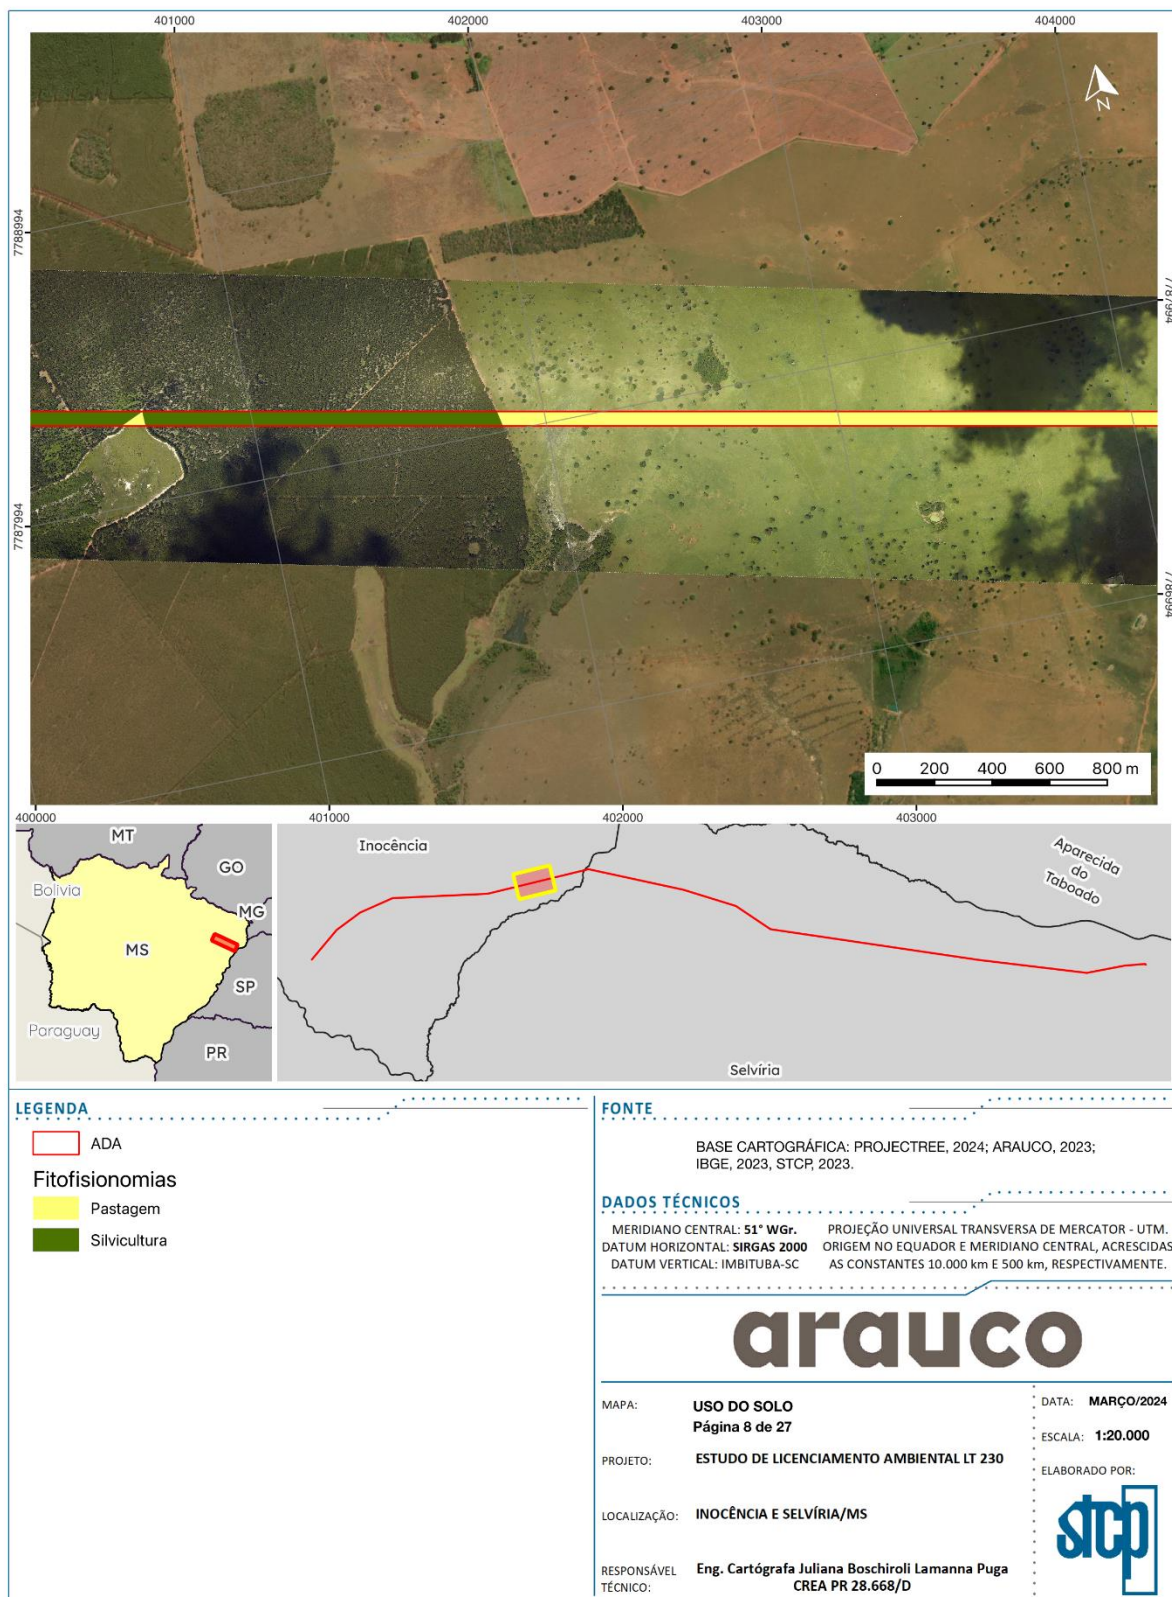 401000 402000 403000 404000
N
7788994
7787994
7787994
7786994
0 200 400 600 800 m
400000 401000 402000 403000
MT
GO
Bolivia
MG
MS
SP
Paraguay
PR
Inocência
Aparecida
do
Taboado
Selvíria
LEGENDA
ADA
Fitofisionomias
Pastagem
Silvicultura
FONTE
BASE CARTOGRÁFICA: PROJECTREE, 2024; ARAUCO, 2023;
IBGE, 2023, STCP, 2023.
DADOS TÉCNICOS
MERIDIANO CENTRAL: 51° WGr.
DATUM HORIZONTAL: SIRGAS 2000
DATUM VERTICAL: IMBITUBA-SC
PROJEÇÃO UNIVERSAL TRANSVERSA DE MERCATOR - UTM.
ORIGEM NO EQUADOR E MERIDIANO CENTRAL, ACRESCIDAS
AS CONSTANTES 10.000 km E 500 km, RESPECTIVAMENTE.
arauco
MAPA: USO DO SOLO
Página 8 de 27
PROJETO: ESTUDO DE LICENCIAMENTO AMBIENTAL LT 230
LOCALIZAÇÃO: INOCÊNCIA E SELVÍRIA/MS
RESPONSÁVEL
TÉCNICO:
Eng. Cartógrafa Juliana Boschiroli Lamanna Puga
CREA PR 28.668/D
DATA: MARÇO/2024
ESCALA: 1:20.000
ELABORADO POR:
stcp